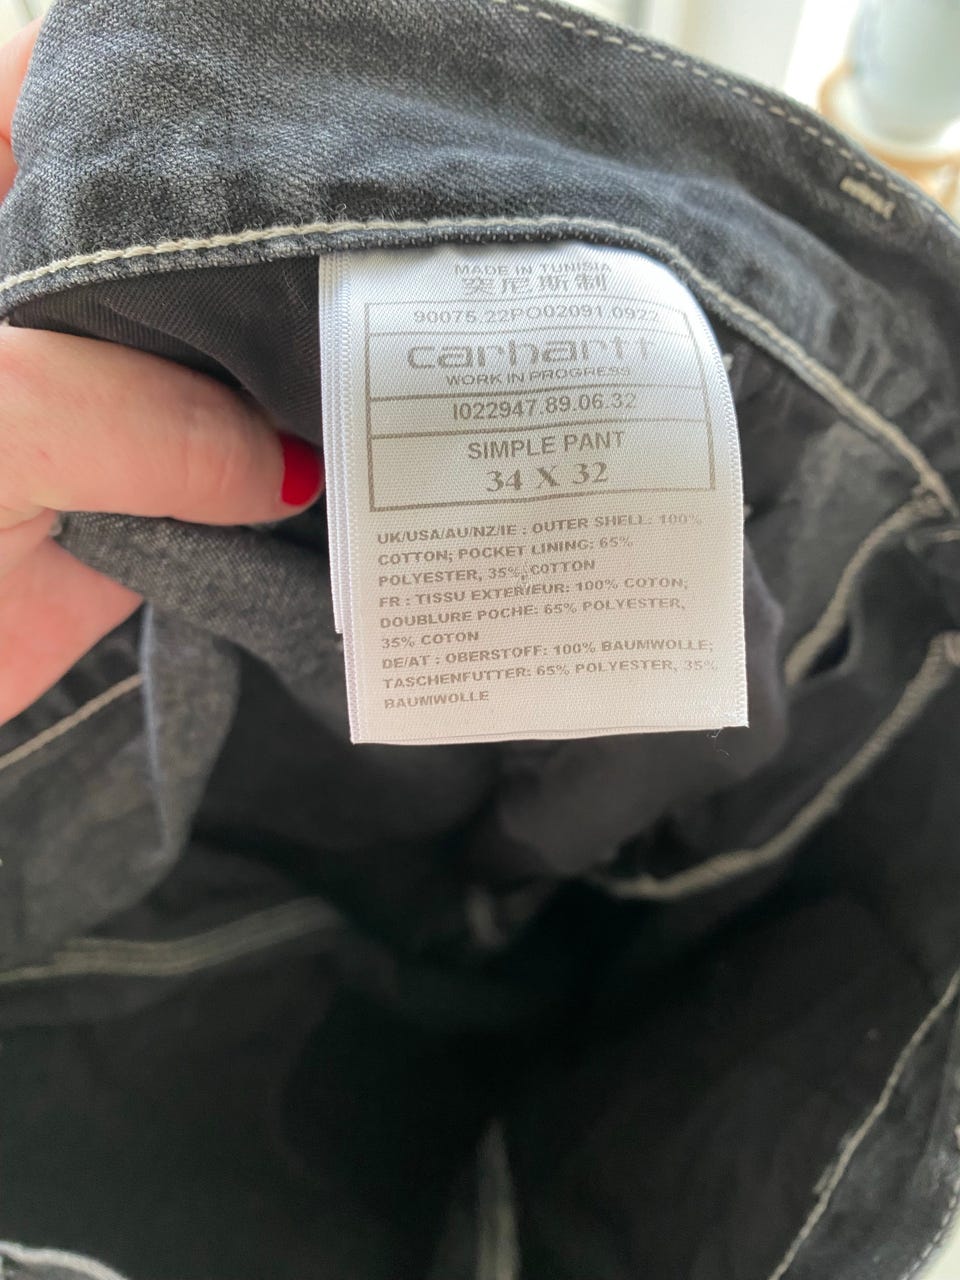 MADE IN TUNISIA
突尼斯制
90075.22PO02091 0922
carhartt
WORK IN PROGRESS
I022947.89.06.32
SIMPLE PANT
34 X 32
UK/USA/AU/NZ/IE : OUTER SHELL: 100%
COTTON; POCKET LINING: 65%
POLYESTER, 35% COTTON
FR : TISSU EXTERIEUR: 100% COTON;
DOUBLURE POCHE: 65% POLYESTER,
35% COTON
DE/AT : OBERSTOFF: 100% BAUMWOLLE;
TASCHENFUTTER: 65% POLYESTER, 35%
BAUMWOLLE